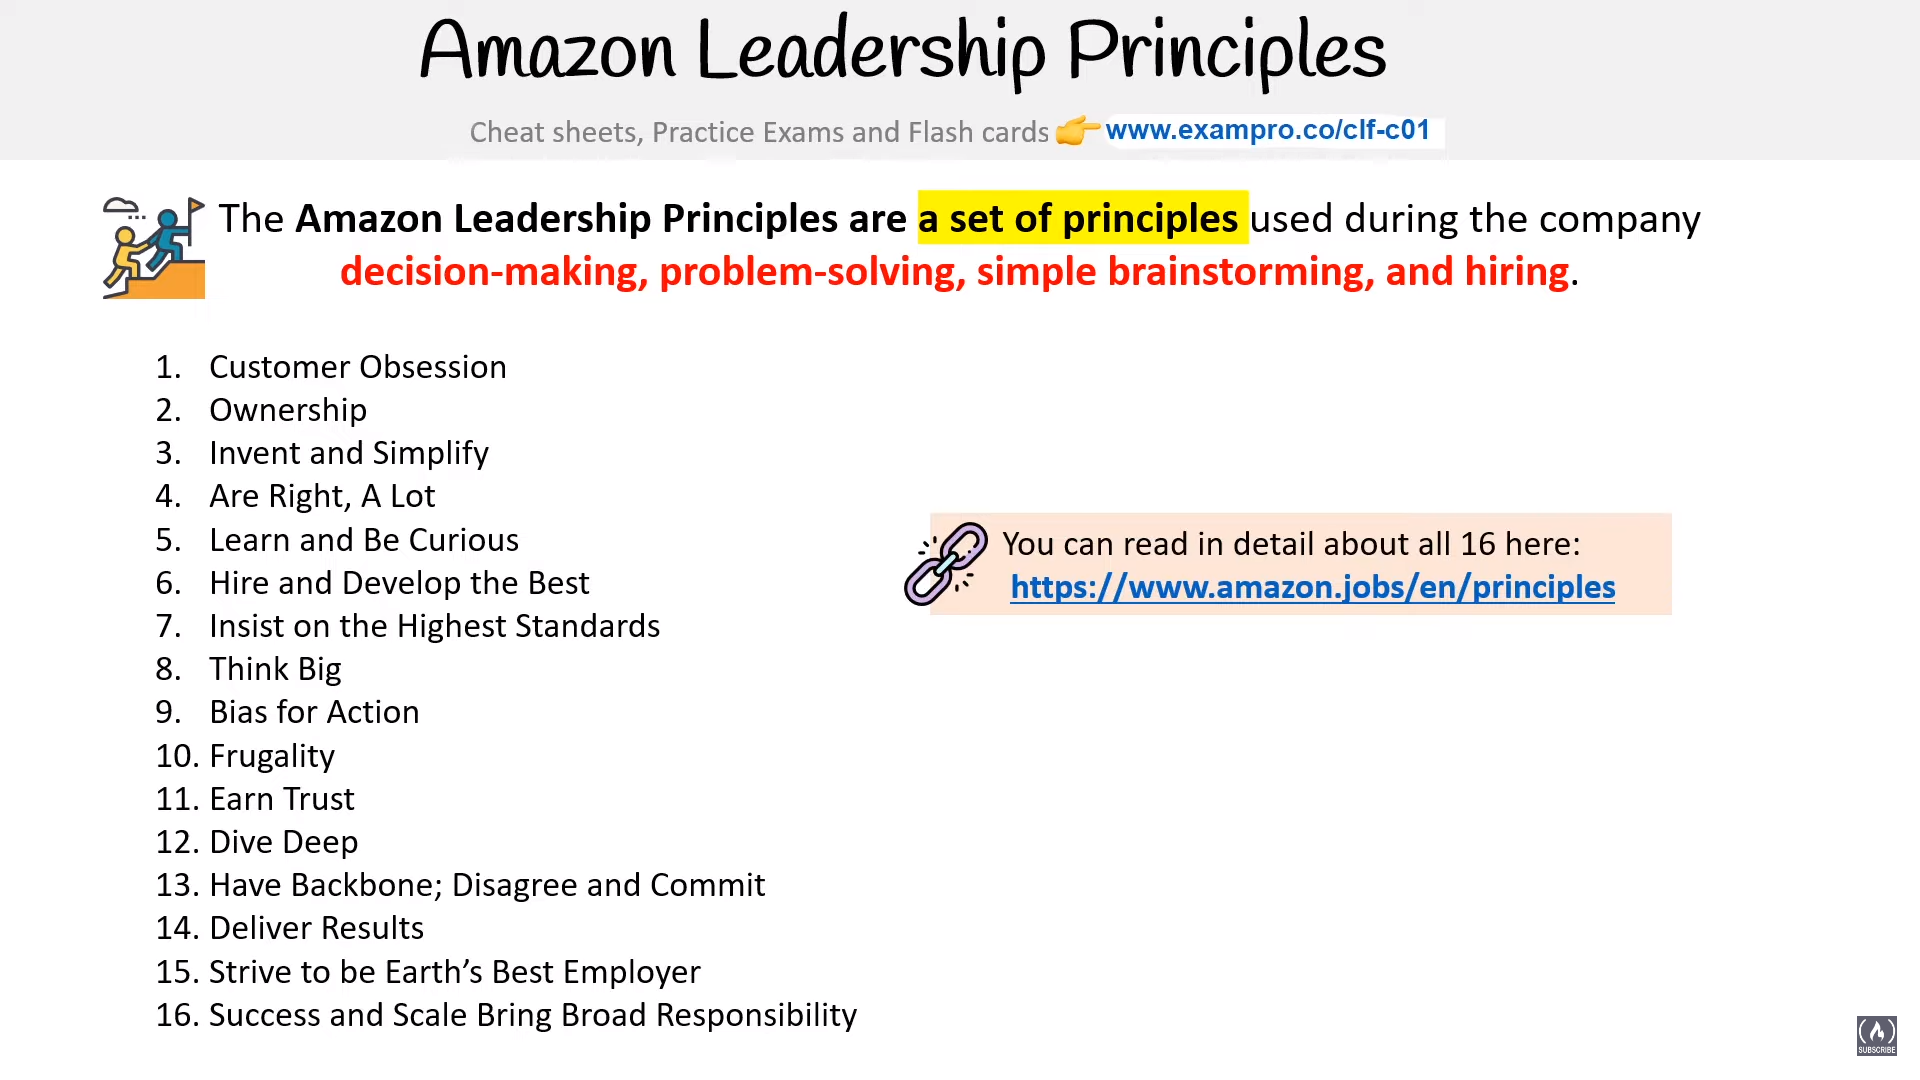 Amazon Leadership Principles
Cheat sheets, Practice Exams and Flash cards www.exampro.co/clf-c01
The Amazon Leadership Principles are a set of principles used during the company
decision-making, problem-solving, simple brainstorming, and hiring.
1. Customer Obsession
2. Ownership
3. Invent and Simplify
4. Are Right, A Lot
5. Learn and Be Curious
6. Hire and Develop the Best
7. Insist on the Highest Standards
8. Think Big
9. Bias for Action
10. Frugality
11. Earn Trust
12. Dive Deep
13. Have Backbone; Disagree and Commit
14. Deliver Results
15. Strive to be Earth’s Best Employer
16. Success and Scale Bring Broad Responsibility
You can read in detail about all 16 here:
https://www.amazon.jobs/en/principles
SUBSCRIBE